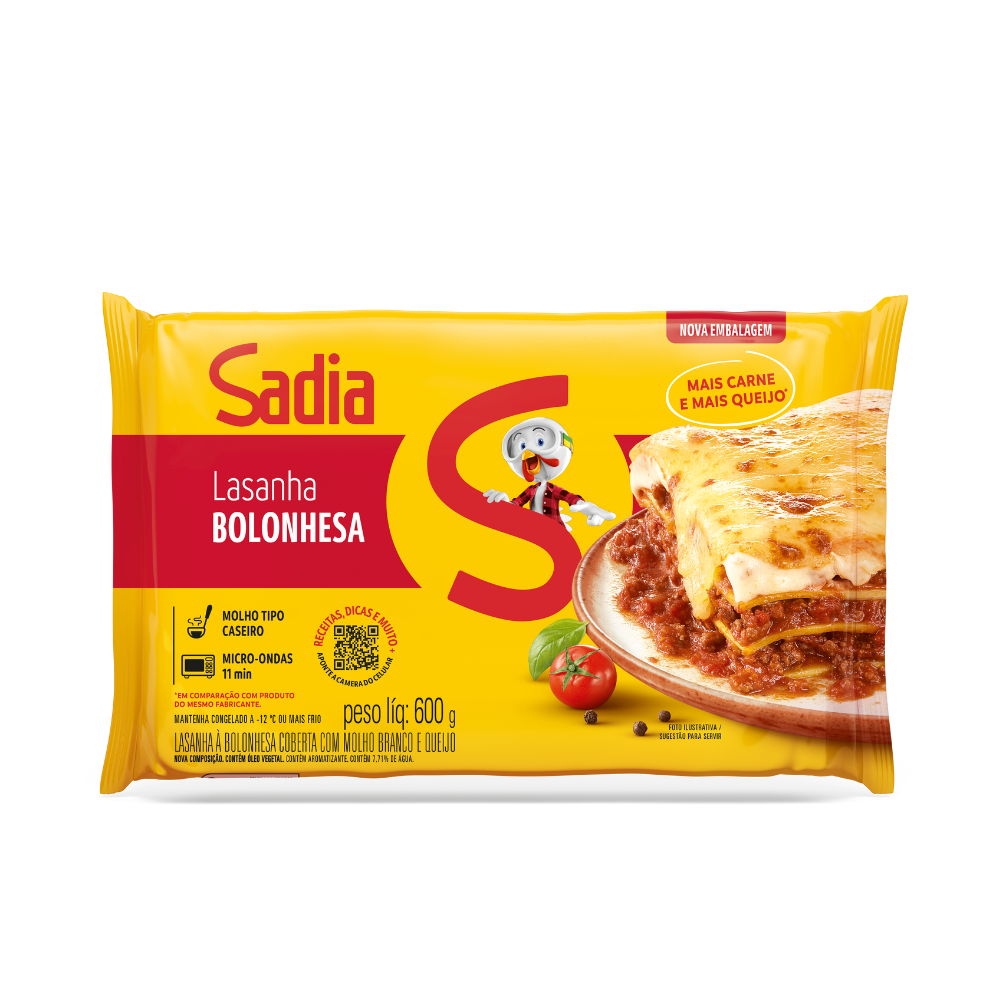 NOVA EMBALAGEM
Sadia
MAIS CARNE
E MAIS QUEIJO*
Lasanha
BOLONHESA
S
MOLHO TIPO
CASEIRO
MICRO-ONDAS
11 min
RECEITAS, DICAS E MUITO +
APONTE A CAMERA DO CELULAR
*EM COMPARAÇÃO COM PRODUTO
DO MESMO FABRICANTE.
MANTENHA CONGELADO A -12 °C OU MAIS FRIO
peso líq: 600 g
LASANHA À BOLONHESA COBERTA COM MOLHO BRANCO E QUEIJO
NOVA COMPOSIÇÃO. CONTÉM ÓLEO VEGETAL. CONTÉM AROMATIZANTE. CONTÉM 7,71% DE ÁGUA.
FOTO ILUSTRATIVA /
SUGESTÃO PARA SERVIR